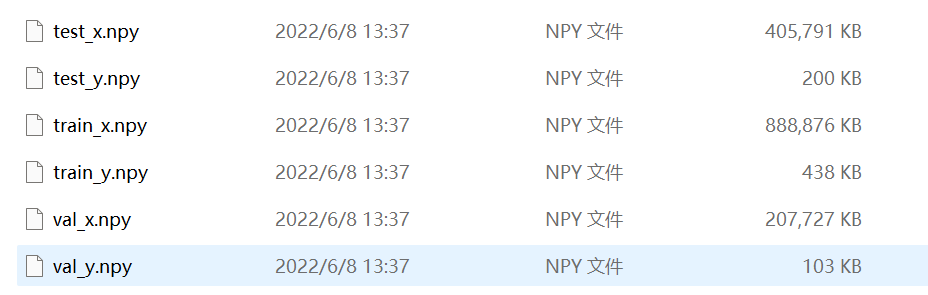 test_x.npy 2022/6/8 13:37 NPY 文件 405,791 KB
test_y.npy 2022/6/8 13:37 NPY 文件 200 KB
train_x.npy 2022/6/8 13:37 NPY 文件 888,876 KB
train_y.npy 2022/6/8 13:37 NPY 文件 438 KB
val_x.npy 2022/6/8 13:37 NPY 文件 207,727 KB
val_y.npy 2022/6/8 13:37 NPY 文件 103 KB